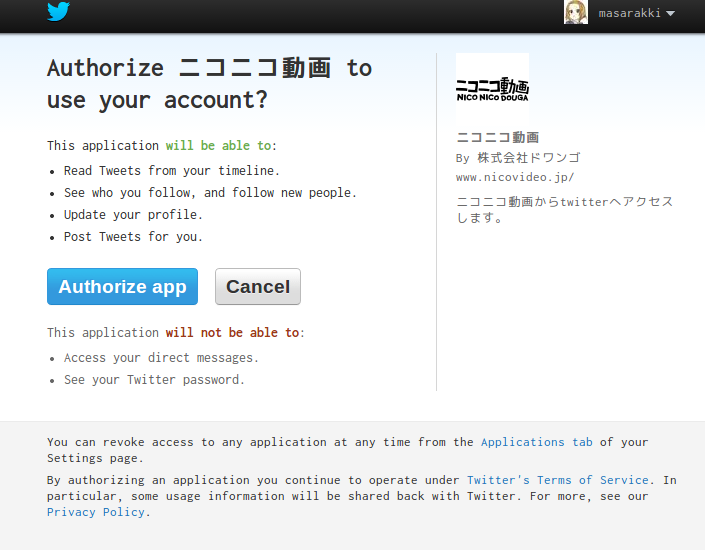 masarakki
Authorize ニコニコ動画 to
use your account?
This application will be able to:
Read Tweets from your timeline.
See who you follow, and follow new people.
Update your profile.
Post Tweets for you.
Authorize app
Cancel
This application will not be able to:
Access your direct messages.
See your Twitter password.
ニコニコ動画
NICO NICO DOUGA
ニコニコ動画
By 株式会社ドワンゴ
www.nicovideo.jp/
ニコニコ動画からtwitterへアクセス
します。
You can revoke access to any application at any time from the Applications tab of your
Settings page.
By authorizing an application you continue to operate under Twitter's Terms of Service. In
particular, some usage information will be shared back with Twitter. For more, see our
Privacy Policy.